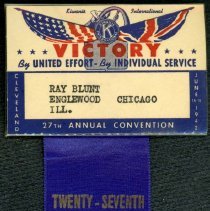 Kiwanis International
VICTORY
By UNITED EFFORT - By INDIVIDUAL SERVICE
CLEVELAND
RAY BLUNT
ENGLEWOOD CHICAGO
ILL.
JUNE
27TH ANNUAL CONVENTION
TWENTY-SEVENTH